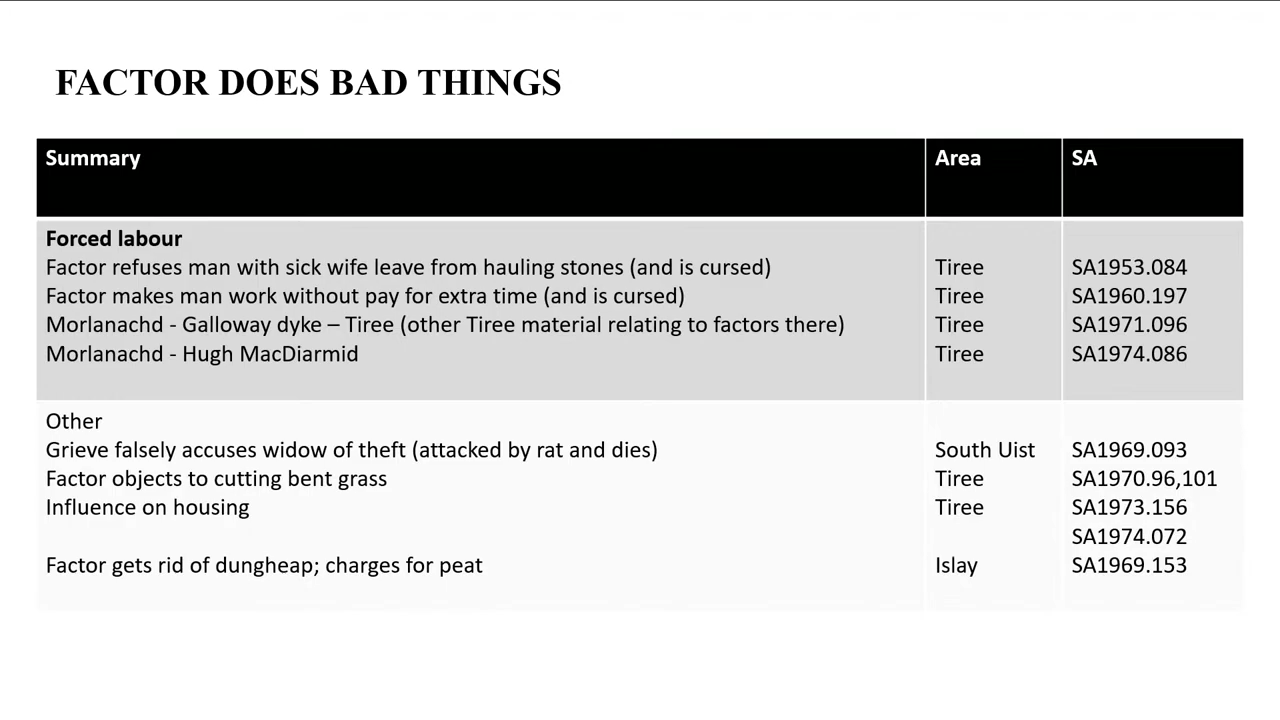 FACTOR DOES BAD THINGS
Summary Area SA
Forced labour
Factor refuses man with sick wife leave from hauling stones (and is cursed) Tiree SA1953.084
Factor makes man work without pay for extra time (and is cursed) Tiree SA1960.197
Morlanachd - Galloway dyke – Tiree (other Tiree material relating to factors there) Tiree SA1971.096
Morlanachd - Hugh MacDiarmid Tiree SA1974.086
Other
Grieve falsely accuses widow of theft (attacked by rat and dies) South Uist SA1969.093
Factor objects to cutting bent grass Tiree SA1970.96,101
Influence on housing Tiree SA1973.156
SA1974.072
Factor gets rid of dungheap; charges for peat Islay SA1969.153